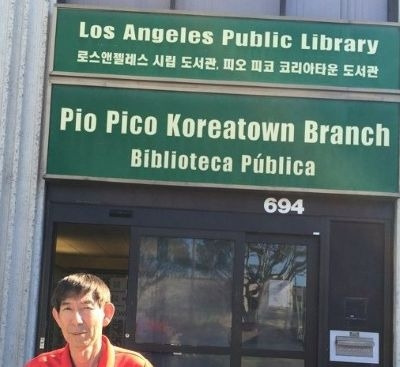 Los Angeles Public Library
로스앤젤레스 시립 도서관, 피오 피코 코리아타운 도서관
Pio Pico Koreatown Branch
Biblioteca Pública
694